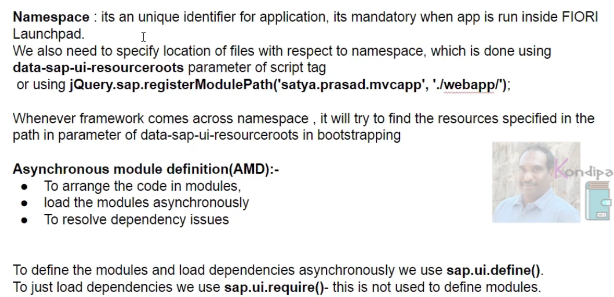 Namespace : its an unique identifier for application, its mandatory when app is run inside FIORI
Launchpad.
We also need to specify location of files with respect to namespace, which is done using
data-sap-ui-resourceroots parameter of script tag
or using jQuery.sap.registerModulePath('satya.prasad.mvcapp', './webapp/');
Whenever framework comes across namespace , it will try to find the resources specified in the
path in parameter of data-sap-ui-resourceroots in bootstrapping
Asynchronous module definition(AMD):-
● To arrange the code in modules,
● load the modules asynchronously
● To resolve dependency issues
Kondipa
To define the modules and load dependencies asynchronously we use sap.ui.define().
To just load dependencies we use sap.ui.require()- this is not used to define modules.